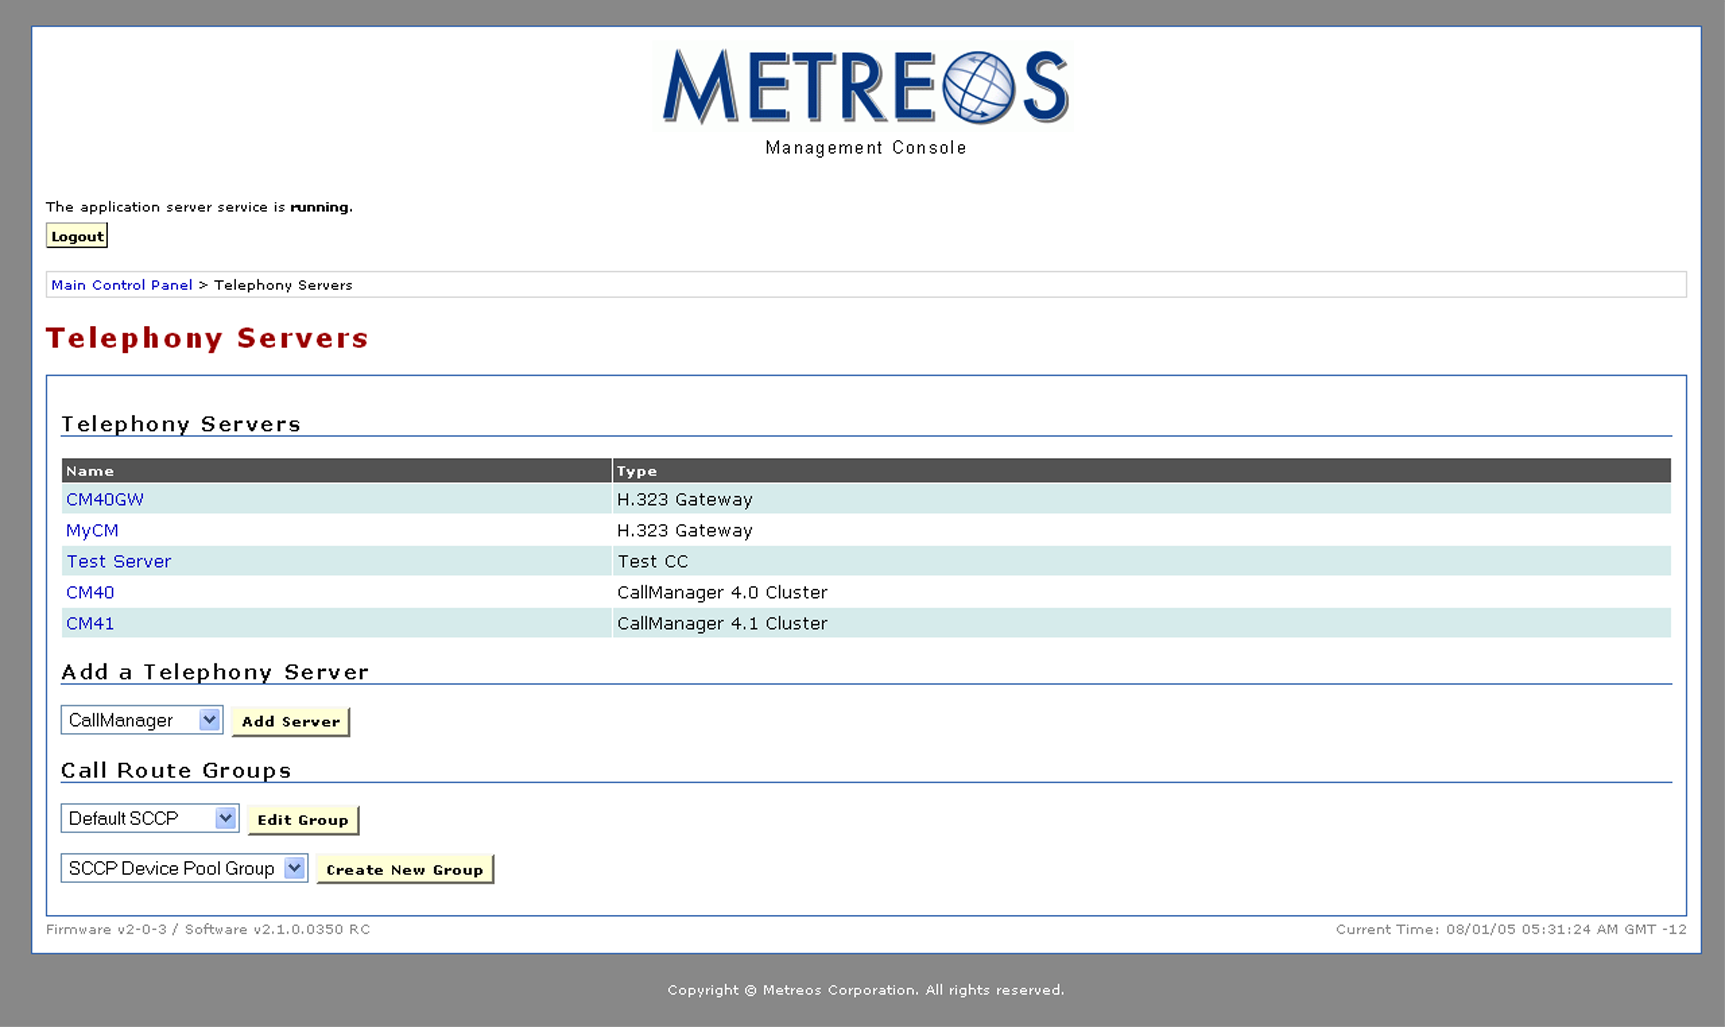 METREOS
Management Console
The application server service is running.
Logout
Main Control Panel > Telephony Servers
Telephony Servers
Telephony Servers
Name Type
CM40GW H.323 Gateway
MyCM H.323 Gateway
Test Server Test CC
CM40 CallManager 4.0 Cluster
CM41 CallManager 4.1 Cluster
Add a Telephony Server
CallManager Add Server
Call Route Groups
Default SCCP Edit Group
SCCP Device Pool Group Create New Group
Firmware v2-0-3 / Software v2.1.0.0350 RC Current Time: 08/01/05 05:31:24 AM GMT -12
Copyright © Metreos Corporation. All rights reserved.